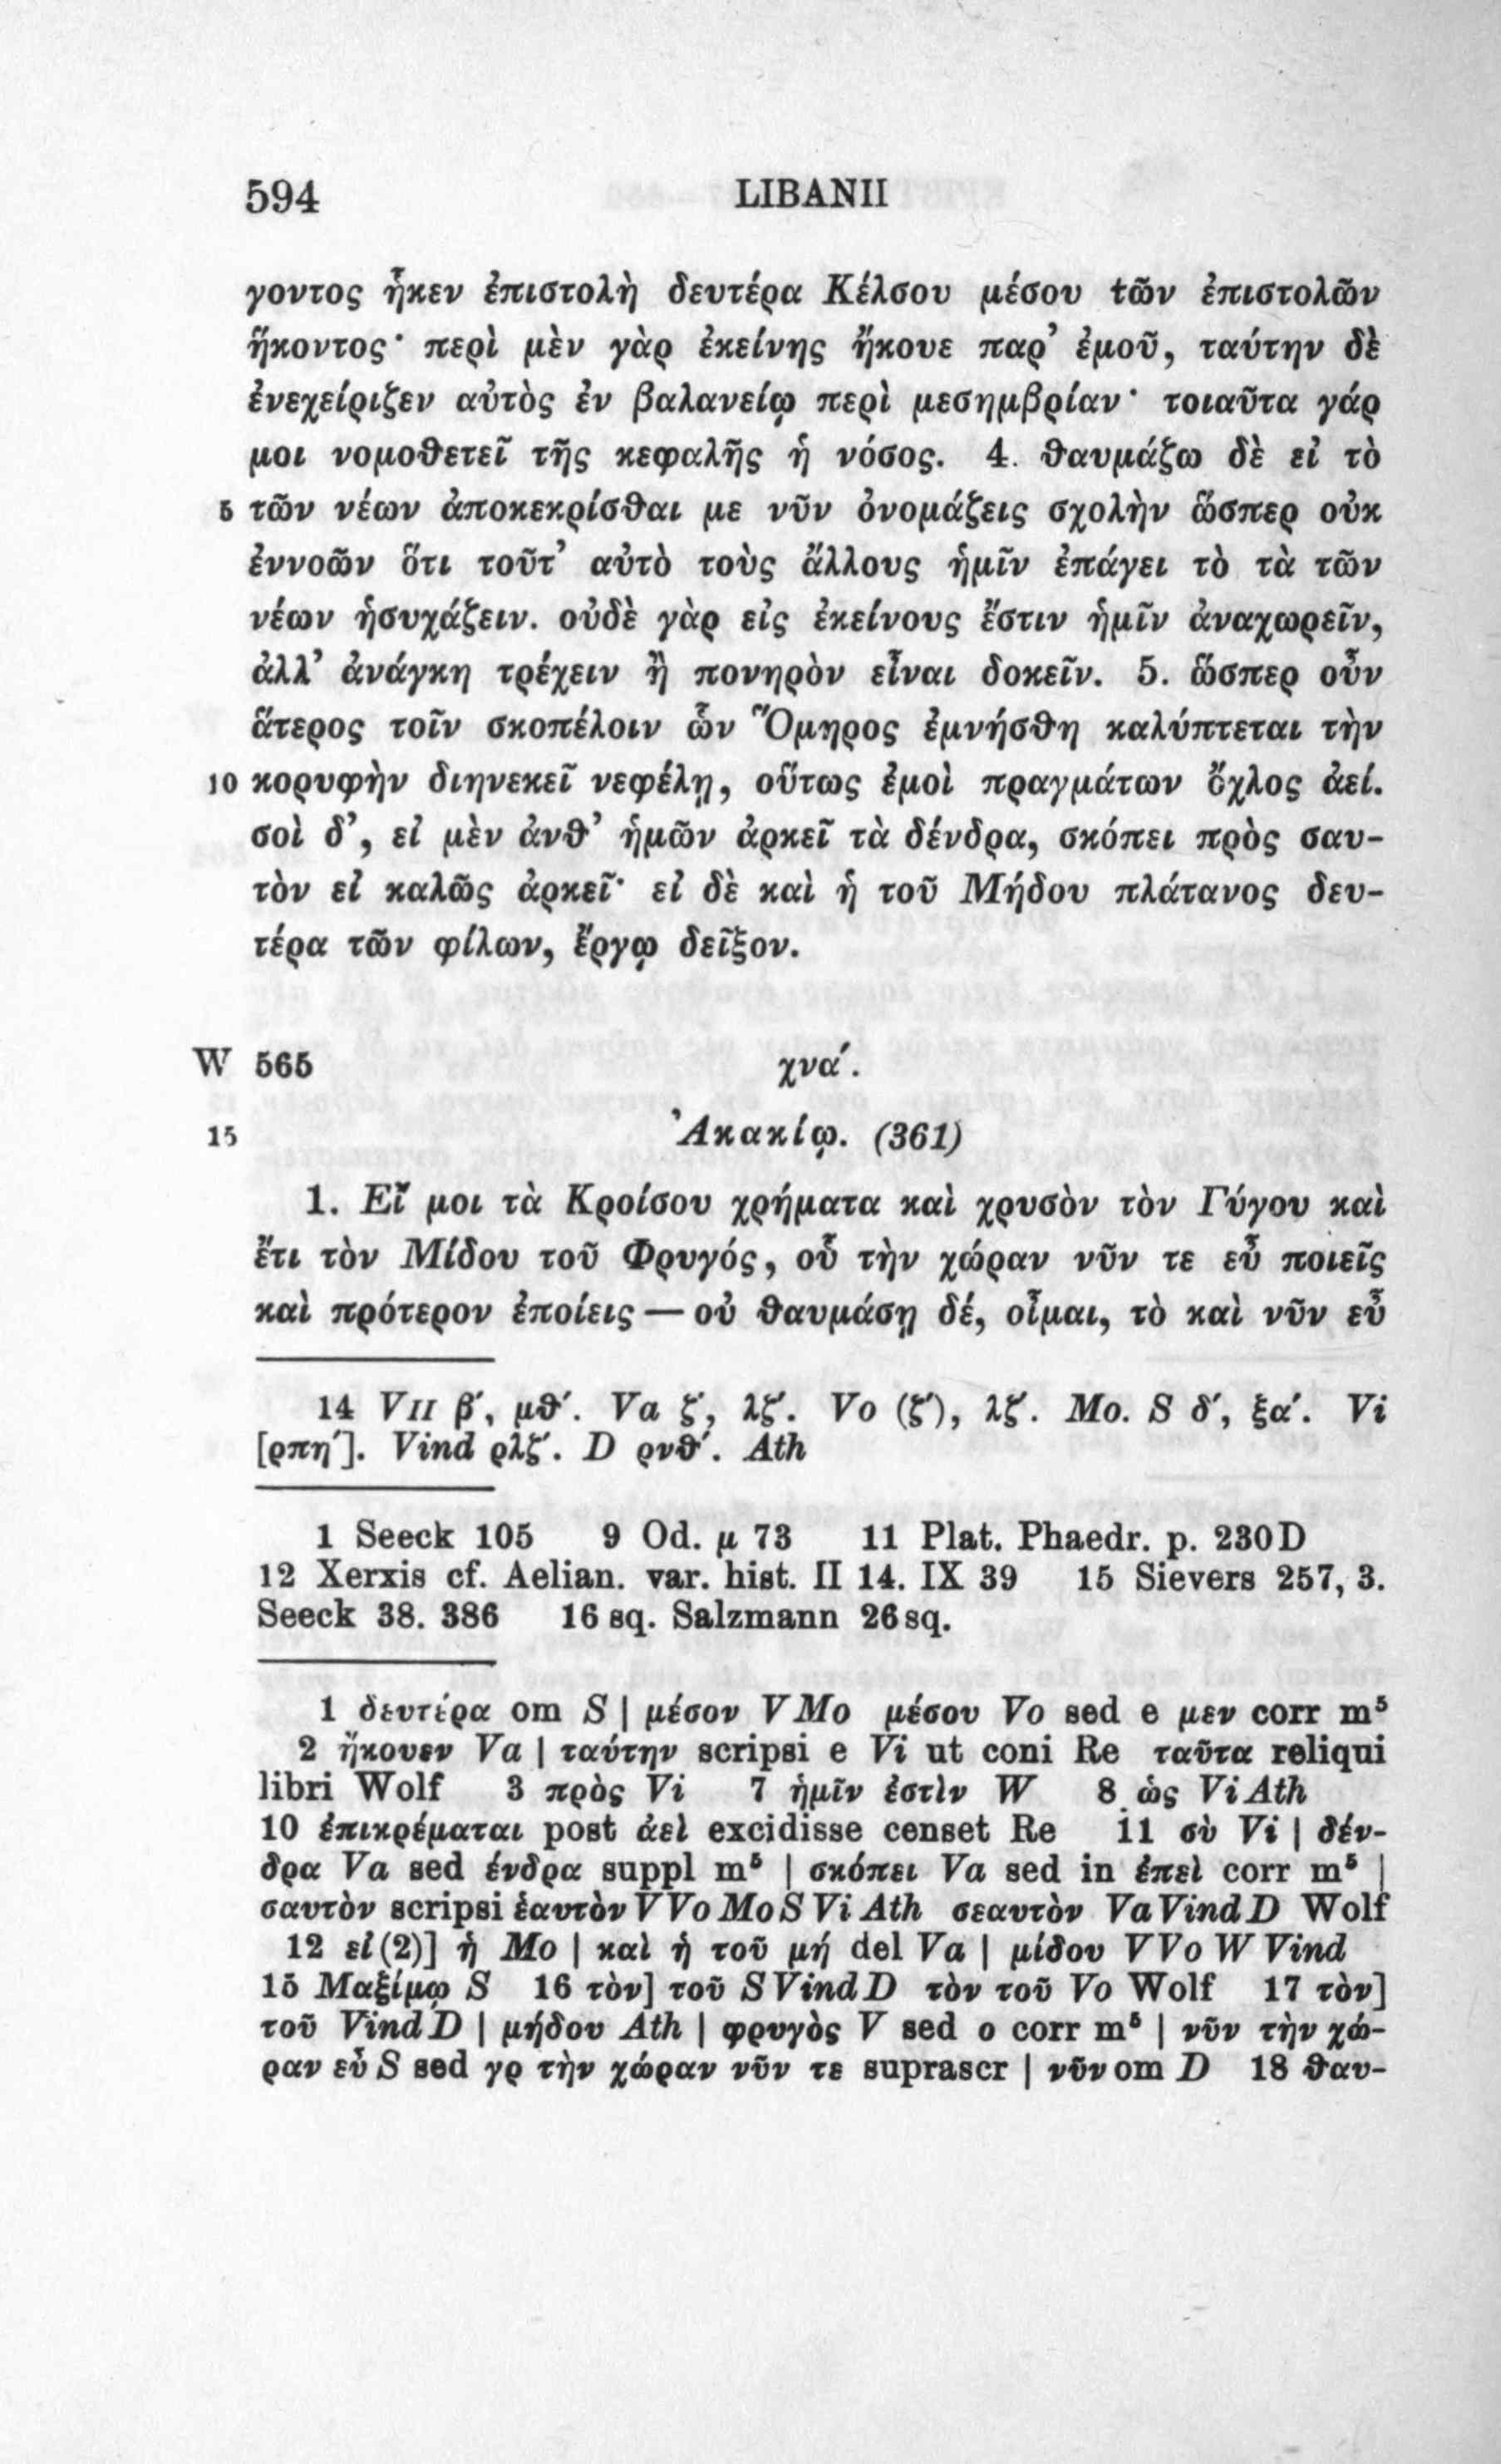 594 LIBANII
γοντος ἧκεν ἐπιστολὴ δευτέρα Κέλσου μέσου τῶν ἐπιστολῶν
ἥκοντος· περὶ μὲν γὰρ ἐκείνης ἤκουε παρ’ ἐμοῦ, ταύτην δὲ
ἐνεχείριζεν αὐτὸς ἐν βαλανείῳ περὶ μεσημβρίαν· τοιαῦτα γάρ
μοι νομοθετεῖ τῆς κεφαλῆς ἡ νόσος. 4. θαυμάζω δὲ εἰ τὸ
5 τῶν νέων ἀποκεκρίσθαι με νῦν ὀνομάζεις σχολὴν ὥσπερ οὐκ
ἐννοῶν ὅτι τοῦτ’ αὐτὸ τοὺς ἄλλους ἡμῖν ἐπάγει τὸ τὰ τῶν
νέων ἡσυχάζειν. οὐδὲ γὰρ εἰς ἐκείνους ἔστιν ἡμῖν ἀναχωρεῖν,
ἀλλ’ ἀνάγκη τρέχειν ἢ πονηρὸν εἶναι δοκεῖν. 5. ὥσπερ οὖν
ἅτερος τοῖν σκοπέλοιν ὧν Ὅμηρος ἐμνήσθη καλύπτεται τὴν
10 κορυφὴν διηνεκεῖ νεφέλῃ, οὕτως ἐμοὶ πραγμάτων ὄχλος ἀεί.
σοὶ δ’, εἰ μὲν ἀνθ’ ἡμῶν ἀρκεῖ τὰ δένδρα, σκόπει πρὸς σαυ-
τὸν εἰ καλῶς ἀρκεῖ· εἰ δὲ καὶ ἡ τοῦ Μήδου πλάτανος δευ-
τέρα τῶν φίλων, ἔργῳ δεῖξον.
W 565 χνα΄.
15 Ἀκακίῳ. (361)
1. Εἴ μοι τὰ Κροίσου χρήματα καὶ χρυσὸν τὸν Γύγου καὶ
ἔτι τὸν Μίδου τοῦ Φρυγός, οὗ τὴν χώραν νῦν τε εὖ ποιεῖς
καὶ πρότερον ἐποίεις — οὐ θαυμάσῃ δέ, οἶμαι, τὸ καὶ νῦν εὖ
14 VII β΄, μθ΄. Va ζ΄, λζ΄. Vo (ζ΄), λζ΄. Mo. S δ΄, ξα΄. Vi
[ρπη΄]. Vind ρλζ΄. D ρνθ΄. Ath
1 Seeck 105 9 Od. μ 73 11 Plat. Phaedr. p. 230D
12 Xerxis cf. Aelian. var. hist. II 14. IX 39 15 Sievers 257, 3.
Seeck 38. 386 16 sq. Salzmann 26 sq.
1 δευτέρα om S | μέσον V Mo μέσου Vo sed e μεν corr m⁵
2 ἤκουεν Va | ταύτην scripsi e Vi ut coni Re ταῦτα reliqui
libri Wolf 3 πρὸς Vi 7 ἡμῖν ἐστὶν W 8 ὡς Vi Ath
10 ἐπικρέμαται post ἀεὶ excidisse censet Re 11 σὺ Vi | δέν-
δρα Va sed ένδρα suppl m⁵ | σκόπει Va sed in ἐπεὶ corr m⁵ |
σαυτὸν scripsi ἑαυτὸν V Vo Mo S Vi Ath σεαυτὸν Va Vind D Wolf
12 εἰ (2)] ἡ Mo | καὶ ἡ τοῦ μή del Va | μίδου V Vo W Vind
15 Μαξίμῳ S 16 τὸν] τοῦ S Vind D τὸν τοῦ Vo Wolf 17 τὸν]
τοῦ Vind D | μήδου Ath | φρυγὸς V sed ο corr m⁵ | νῦν τὴν χώ-
ραν εὖ S sed γρ τὴν χώραν νῦν τε suprascr | νῦν om D 18 θαυ-